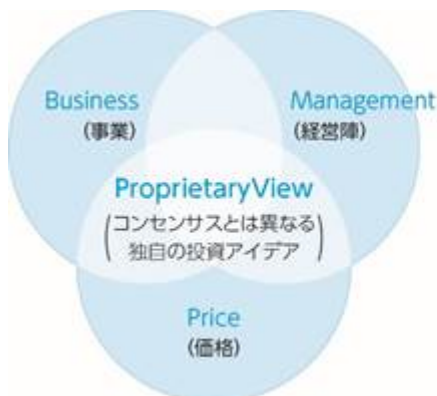 Business
(事業)
Management
(経営陣)
ProprietaryView
(コンセンサスとは異なる
独自の投資アイデア)
Price
(価格)